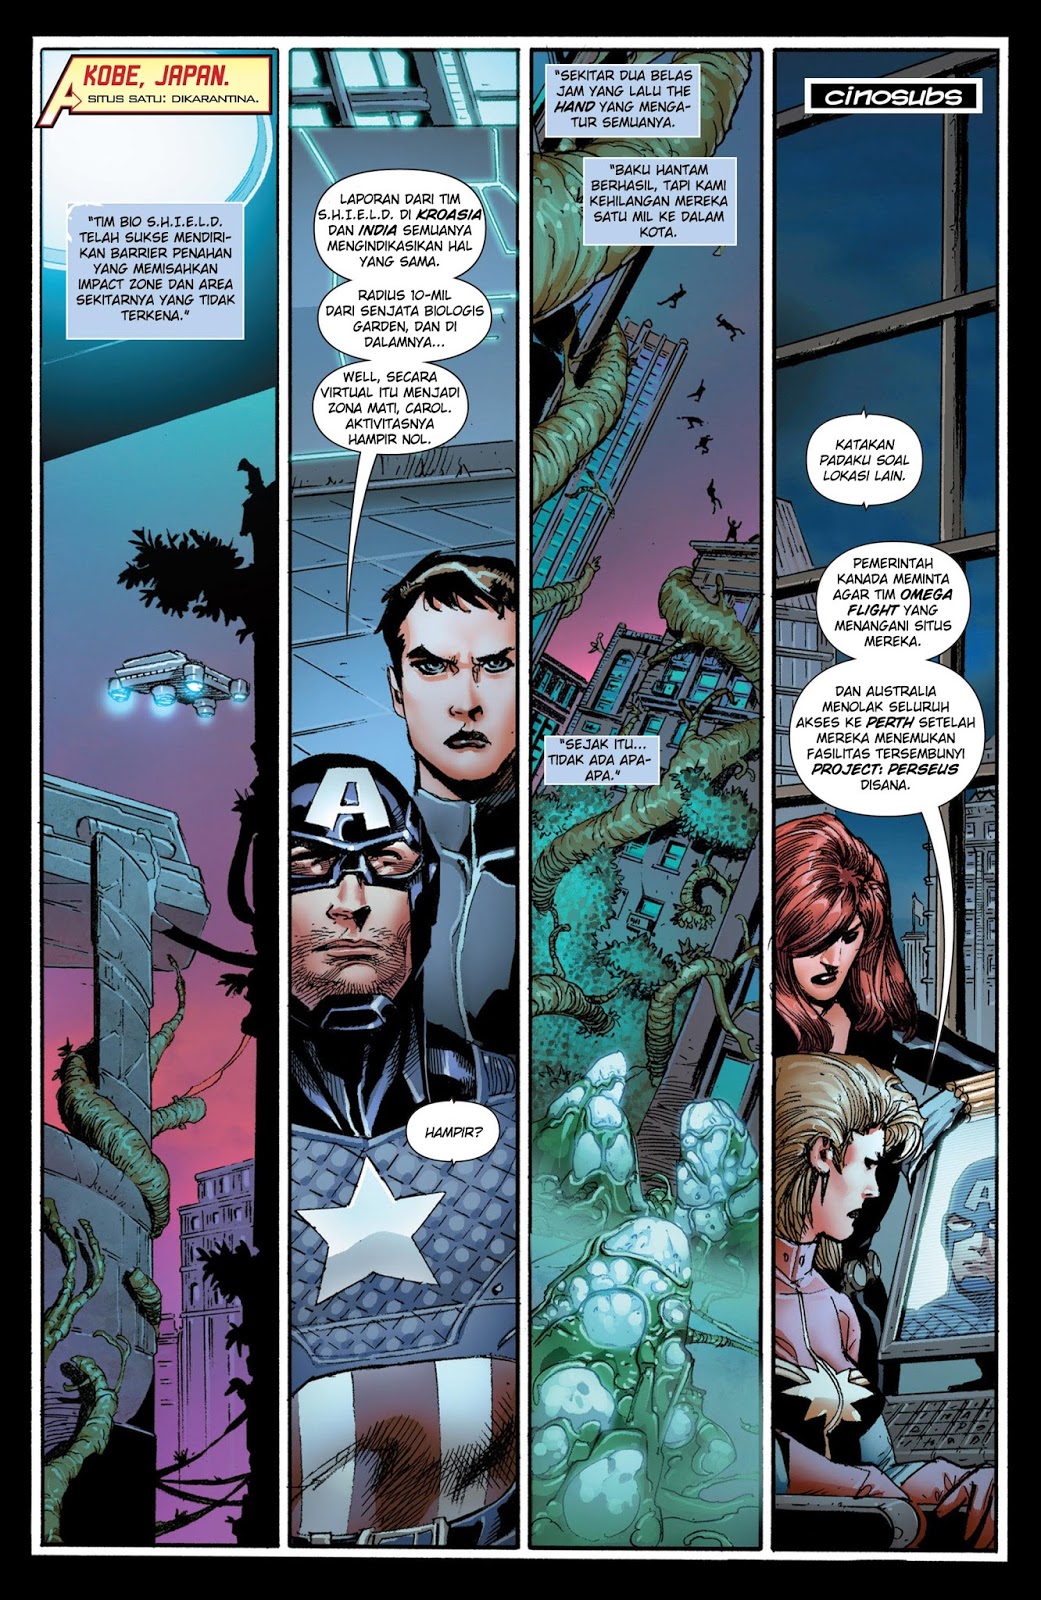 KOBE, JAPAN.
SITUS SATU: DIKARANTINA.
"TIM BIO S.H.I.E.L.D.
TELAH SUKSE MENDIRI-
KAN BARRIER PENAHAN
YANG MEMISAHKAN
IMPACT ZONE DAN AREA
SEKITARNYA YANG TIDAK
TERKENA."
LAPORAN DARI TIM
S.H.I.E.L.D. DI KROASIA
DAN INDIA SEMUANYA
MENGINDIKASIKAN HAL
YANG SAMA.
RADIUS 10-MIL
DARI SENJATA BIOLOGIS
GARDEN, DAN DI
DALAMNYA...
WELL, SECARA
VIRTUAL ITU MENJADI
ZONA MATI, CAROL.
AKTIVITASNYA
HAMPIR NOL.
HAMPIR?
"SEKITAR DUA BELAS
JAM YANG LALU THE
HAND YANG MENGA-
TUR SEMUANYA.
"BAKU HANTAM
BERHASIL, TAPI KAMI
KEHILANGAN MEREKA
SATU MIL KE DALAM
KOTA.
"SEJAK ITU...
TIDAK ADA APA-
APA."
cinosubs
KATAKAN
PADAKU SOAL
LOKASI LAIN.
PEMERINTAH
KANADA MEMINTA
AGAR TIM OMEGA
FLIGHT YANG
MENANGANI SITUS
MEREKA.
DAN AUSTRALIA
MENOLAK SELURUH
AKSES KE PERTH SETELAH
MEREKA MENEMUKAN
FASILITAS TERSEMBUNYI
PROJECT: PERSEUS
DISANA.
A
A